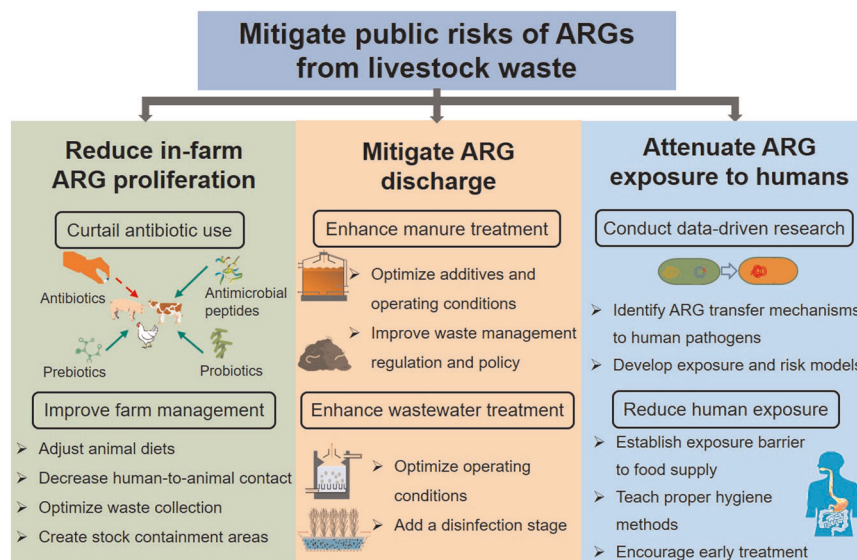 Mitigate public risks of ARGs
from livestock waste
Reduce in-farm
ARG proliferation
Curtail antibiotic use
Antibiotics
Antimicrobial
peptides
Prebiotics
Probiotics
Improve farm management
➢ Adjust animal diets
➢ Decrease human-to-animal contact
➢ Optimize waste collection
➢ Create stock containment areas
Mitigate ARG
discharge
Enhance manure treatment
➢ Optimize additives and
operating conditions
➢ Improve waste management
regulation and policy
Enhance wastewater treatment
➢ Optimize operating
conditions
➢ Add a disinfection stage
Attenuate ARG
exposure to humans
Conduct data-driven research
➢ Identify ARG transfer mechanisms
to human pathogens
➢ Develop exposure and risk models
Reduce human exposure
➢ Establish exposure barrier
to food supply
➢ Teach proper hygiene
methods
➢ Encourage early treatment